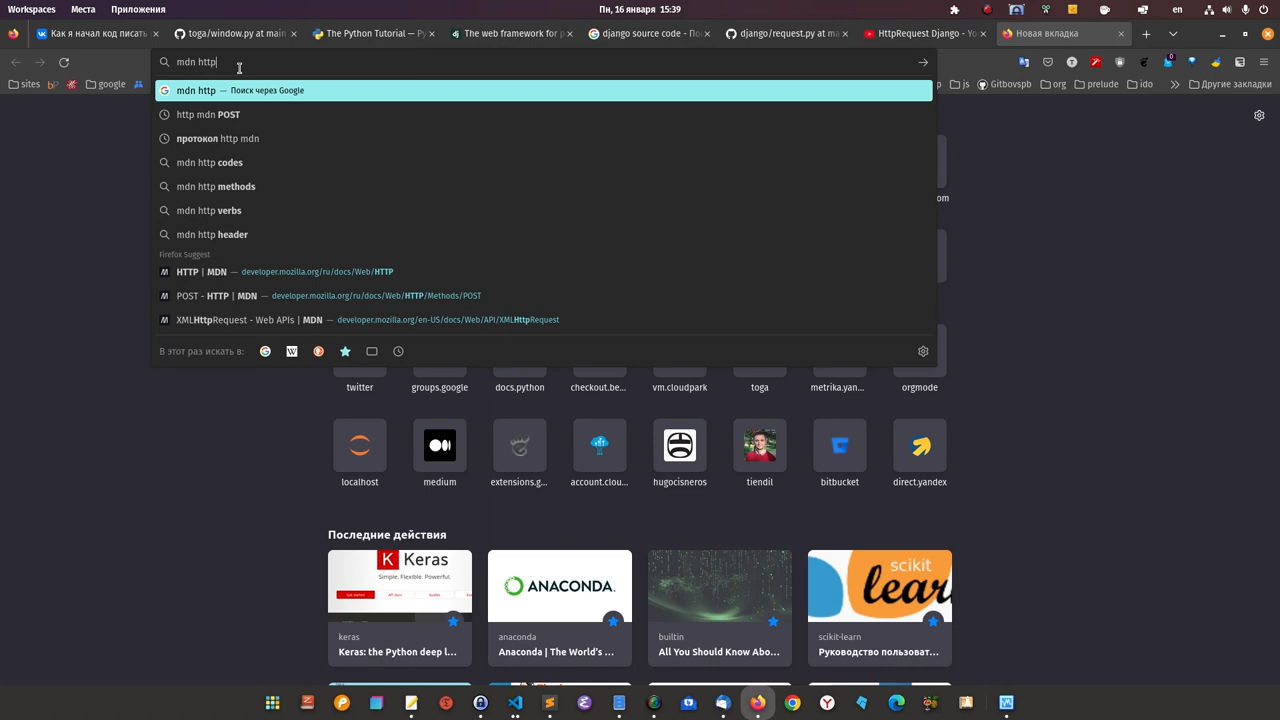 Workspaces Места Приложения Пн, 16 января 15:39 en
Как я начал код писать toga/window.py at main The Python Tutorial — Py The web framework for p django source code - По django/request.py at ma HttpRequest Django - Yo Новая вкладка
mdn http
sites bp google js Gitbovspb prelude ido Другие закладки
mdn http — Поиск через Google
http mdn POST
протокол http mdn
mdn http codes
mdn http methods
mdn http verbs
om
mdn http header
Firefox Suggest
HTTP | MDN — developer.mozilla.org/ru/docs/Web/HTTP
POST - HTTP | MDN — developer.mozilla.org/ru/docs/Web/HTTP/Methods/POST
XMLHttpRequest - Web APIs | MDN — developer.mozilla.org/en-US/docs/Web/API/XMLHttpRequest
В этот раз искать в:
twitter groups.google docs.python checkout.be... vm.cloudpark toga metrika.yan... orgmode
localhost medium extensions.g... account.clou... hugocisneros tiendil bitbucket direct.yandex
Последние действия
Keras
Simple. Flexible. Powerful.
ANACONDA.
scikit
learn
keras anaconda builtin scikit-learn
Keras: the Python deep l... Anaconda | The World's ... All You Should Know Abo... Руководство пользоват...